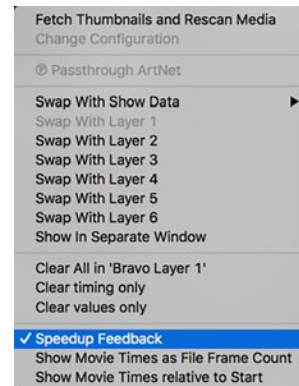 Fetch Thumbnails and Rescan Media
Change Configuration
℗ Passthrough ArtNet
Swap With Show Data
Swap With Layer 1
Swap With Layer 2
Swap With Layer 3
Swap With Layer 4
Swap With Layer 5
Swap With Layer 6
Show In Separate Window
Clear All in 'Bravo Layer 1'
Clear timing only
Clear values only
✓ Speedup Feedback
Show Movie Times as File Frame Count
Show Movie Times relative to Start